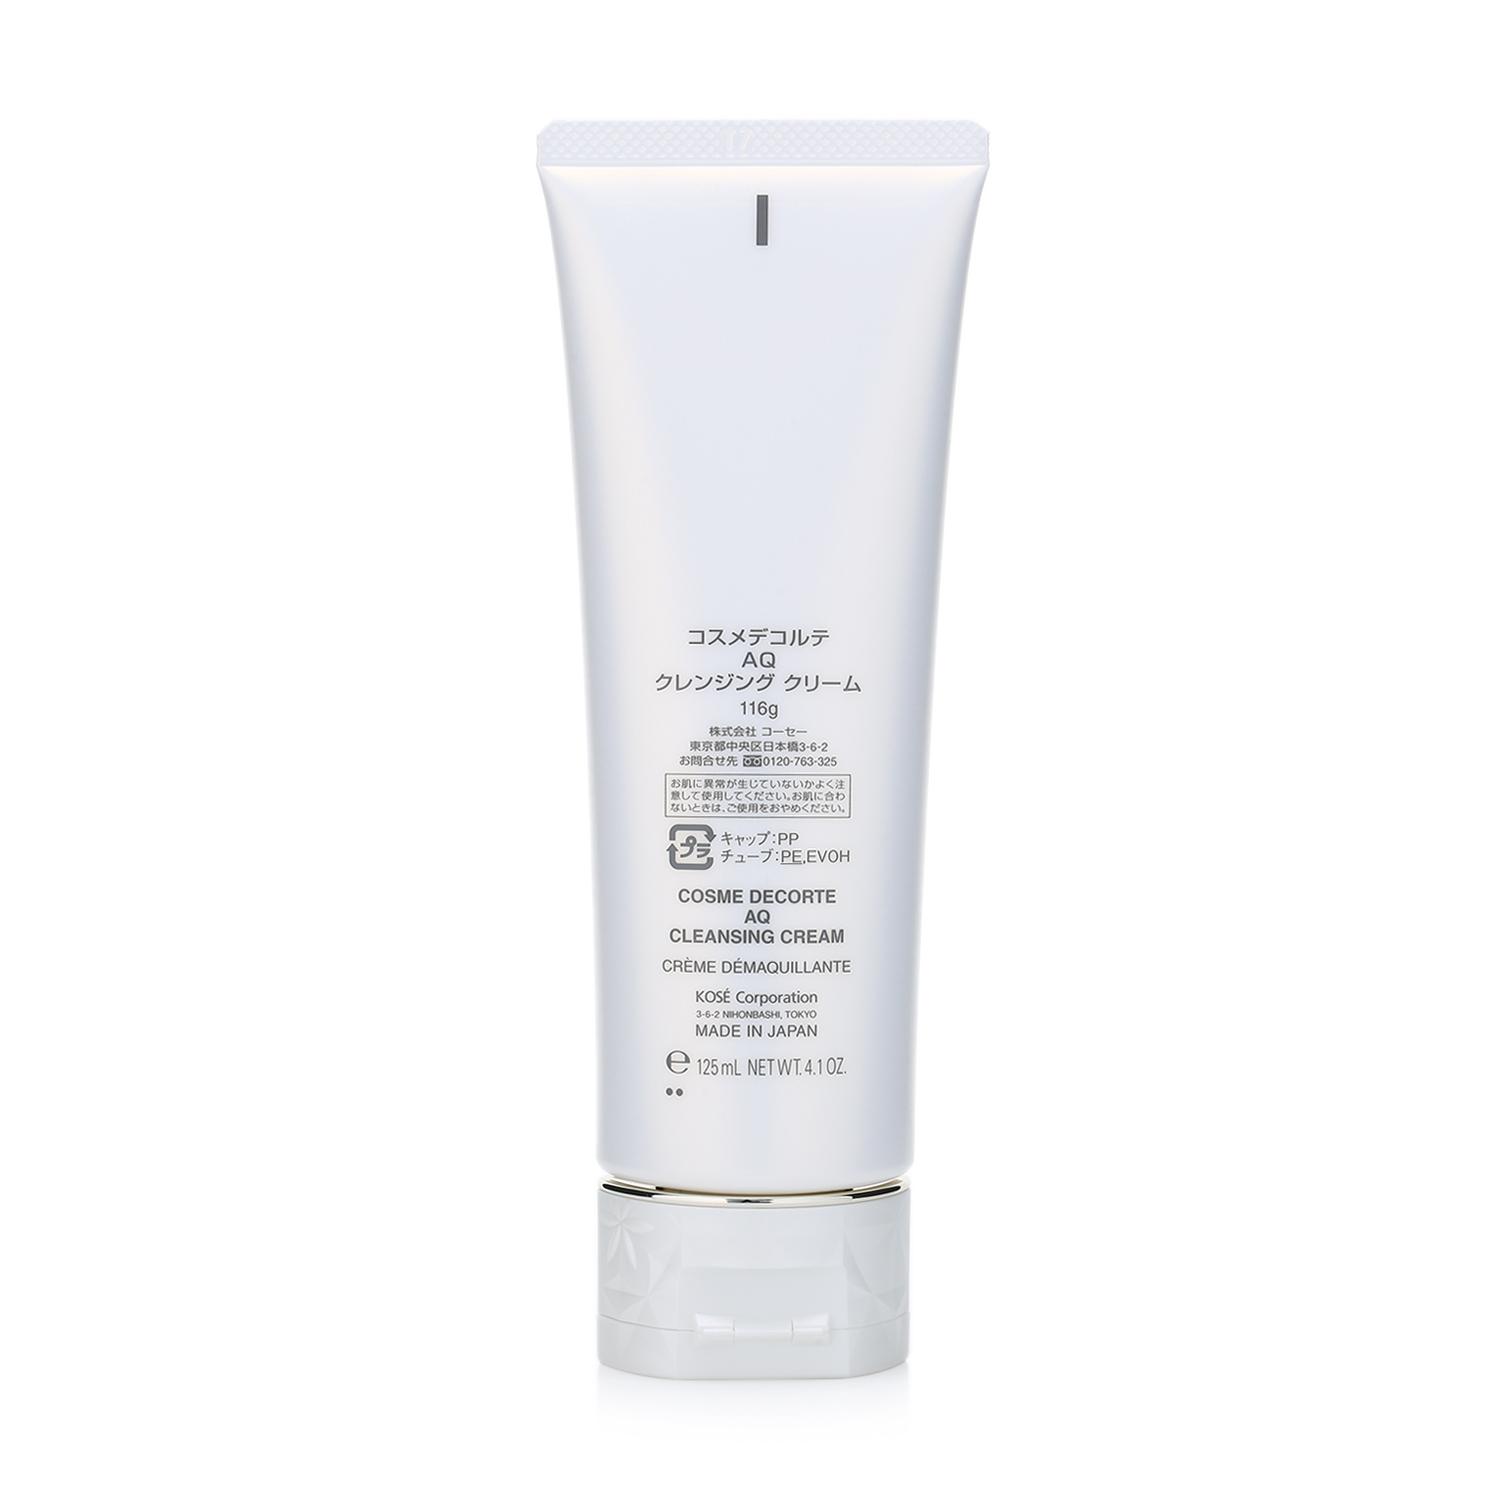 コスメデコルテ
AQ
クレンジング クリーム
116g
株式会社 コーセー
東京都中央区日本橋3-6-2
お問合せ先 0120-763-325
お肌に異常が生じていないかよく注
意して使用してください。お肌に合わ
ないときは、ご使用をおやめください。
プラ
キャップ:PP
チューブ:PE,EVOH
COSME DECORTE
AQ
CLEANSING CREAM
CRÈME DÉMAQUILLANTE
KOSÉ Corporation
3-6-2 NIHONBASHI, TOKYO
MADE IN JAPAN
℮ 125mL NET WT. 4.1 OZ.